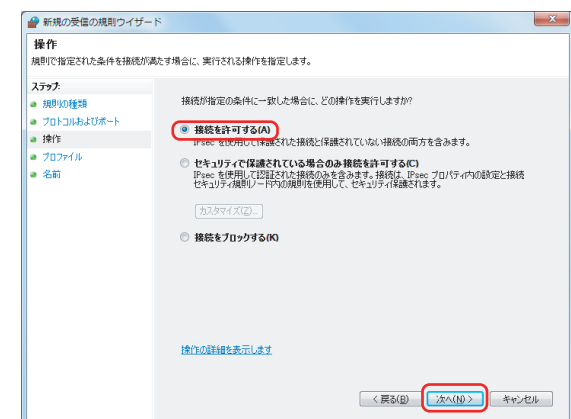 新規の受信の規則ウィザード
操作
規則で指定された条件を接続が満たす場合に、実行される操作を指定します。
ステップ:
規則の種類
プロトコルおよびポート
操作
プロファイル
名前
接続が指定の条件に一致した場合に、どの操作を実行しますか?
接続を許可する(A)
IPsec を使用して保護された接続と保護されていない接続の両方を含みます。
セキュリティで保護されている場合のみ接続を許可する(C)
IPsec を使用して認証された接続のみを含みます。接続は、IPsec プロパティ内の設定と接続
セキュリティ規則ノード内の規則を使用して、セキュリティ保護されます。
カスタマイズ(Z)...
接続をブロックする(K)
操作の詳細を表示します
< 戻る(B)
次へ(N) >
キャンセル